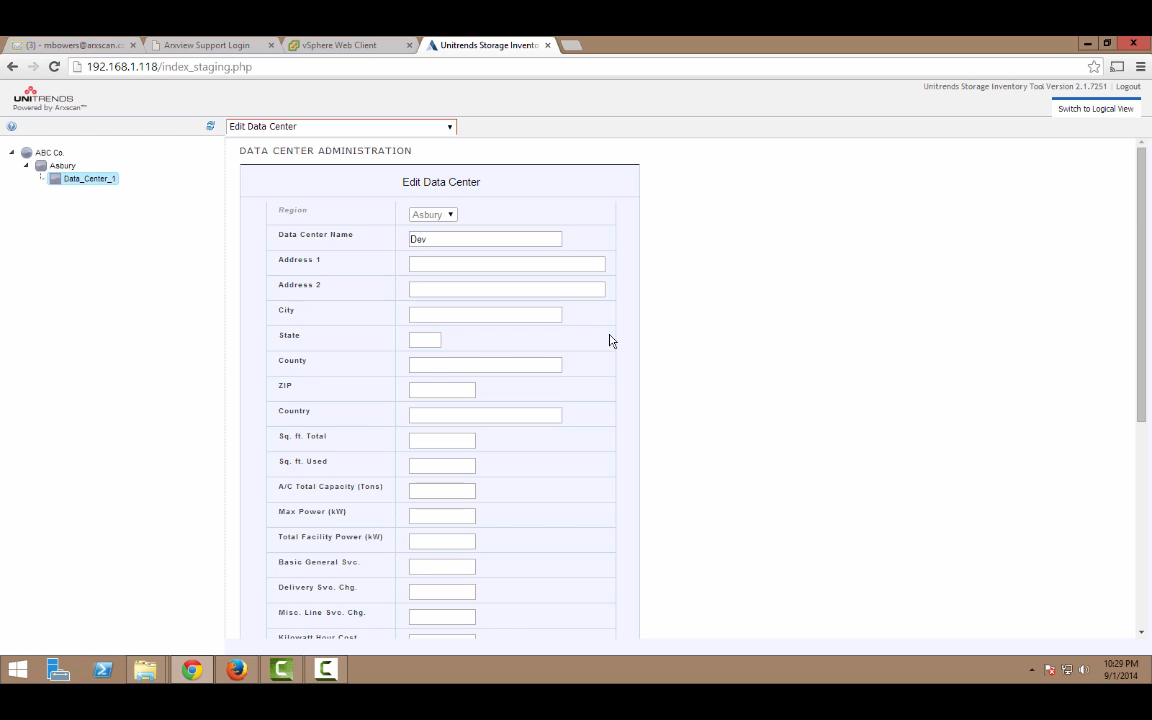 (3) - mbowers@arxscan.c
Arxview Support Login
vSphere Web Client
Unitrends Storage Invento
192.168.1.118/index_staging.php
UNITRENDS
Powered by Arxscan™
Unitrends Storage Inventory Tool Version 2.1.7251 | Logout
Switch to Logical View
Edit Data Center
ABC Co.
Asbury
Data_Center_1
DATA CENTER ADMINISTRATION
Edit Data Center
Region Asbury
Data Center Name Dev
Address 1
Address 2
City
State
County
ZIP
Country
Sq. ft. Total
Sq. ft. Used
A/C Total Capacity (Tons)
Max Power (kW)
Total Facility Power (kW)
Basic General Svc.
Delivery Svc. Chg.
Misc. Line Svc. Chg.
Kilowatt Hour Cost
10:29 PM
9/1/2014